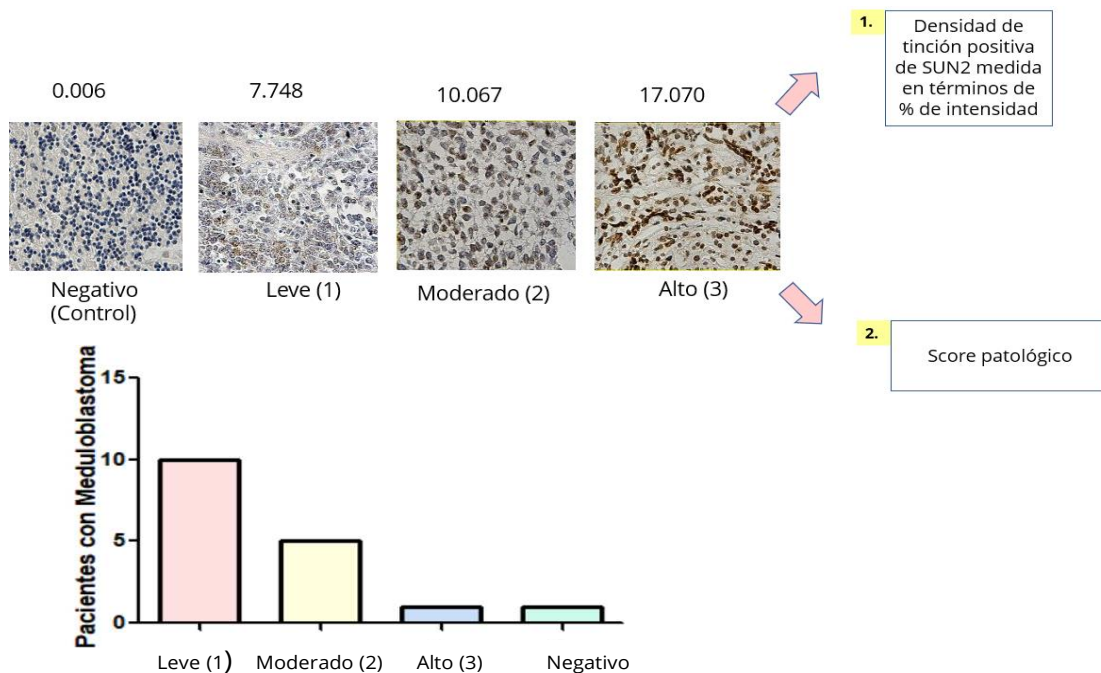 1.
Densidad de
tinción positiva
de SUN2 medida
en términos de
% de intensidad
0.006
7.748
10.067
17.070
Negativo
(Control)
Leve (1)
Moderado (2)
Alto (3)
2.
Score patológico
Pacientes con Meduloblastoma
15
10
5
0
Leve (1)
Moderado (2)
Alto (3)
Negativo